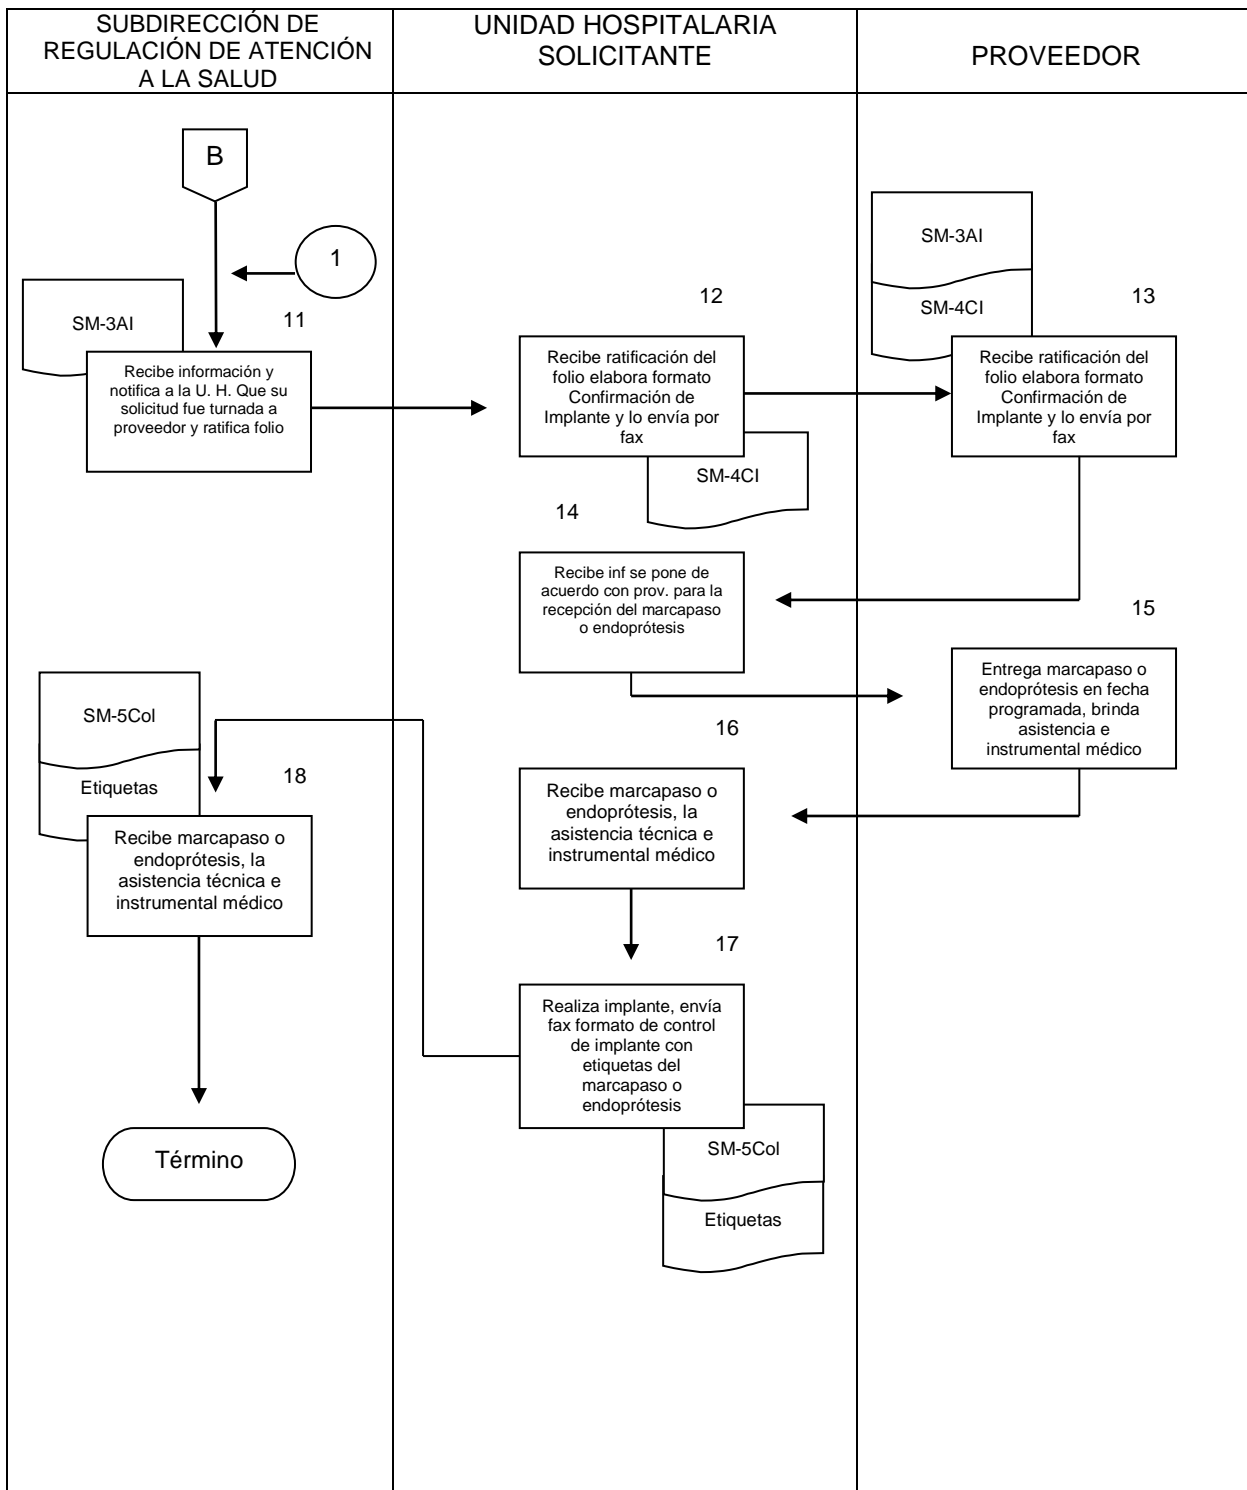 SUBDIRECCIÓN DE
REGULACIÓN DE ATENCIÓN
A LA SALUD
UNIDAD HOSPITALARIA
SOLICITANTE
PROVEEDOR
B
1
SM-3AI
11
Recibe información y
notifica a la U. H. Que su
solicitud fue turnada a
proveedor y ratifica folio
12
Recibe ratificación del
folio elabora formato
Confirmación de
Implante y lo envía por
fax
SM-4CI
SM-3AI
SM-4CI
13
Recibe ratificación del
folio elabora formato
Confirmación de
Implante y lo envía por
fax
14
Recibe inf se pone de
acuerdo con prov. para la
recepción del marcapaso
o endoprótesis
15
Entrega marcapaso o
endoprótesis en fecha
programada, brinda
asistencia e
instrumental médico
16
Recibe marcapaso o
endoprótesis, la
asistencia técnica e
instrumental médico
17
Realiza implante, envía
fax formato de control
de implante con
etiquetas del
marcapaso o
endoprótesis
SM-5Col
Etiquetas
SM-5Col
Etiquetas
18
Recibe marcapaso o
endoprótesis, la
asistencia técnica e
instrumental médico
Término